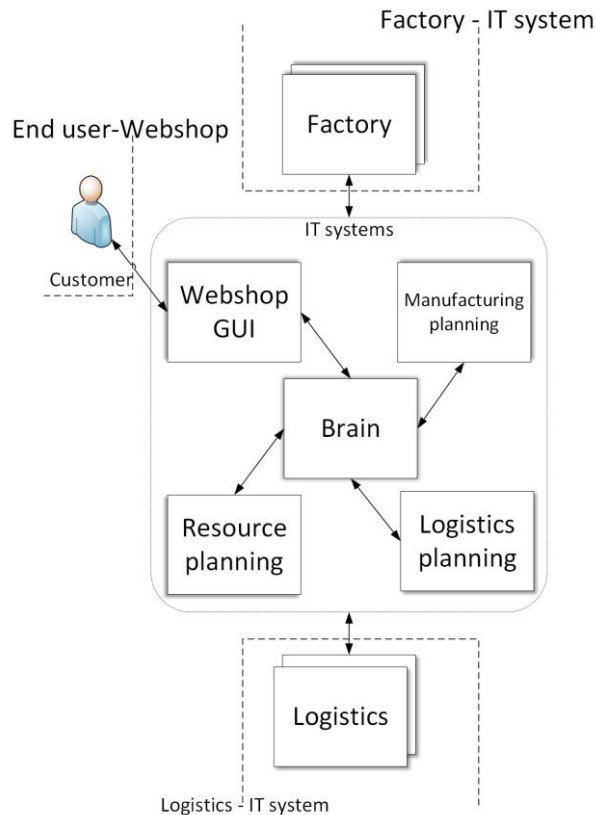 Factory - IT system
Factory
End user-Webshop
Customer
IT systems
Webshop
GUI
Manufacturing
planning
Brain
Resource
planning
Logistics
planning
Logistics
Logistics - IT system